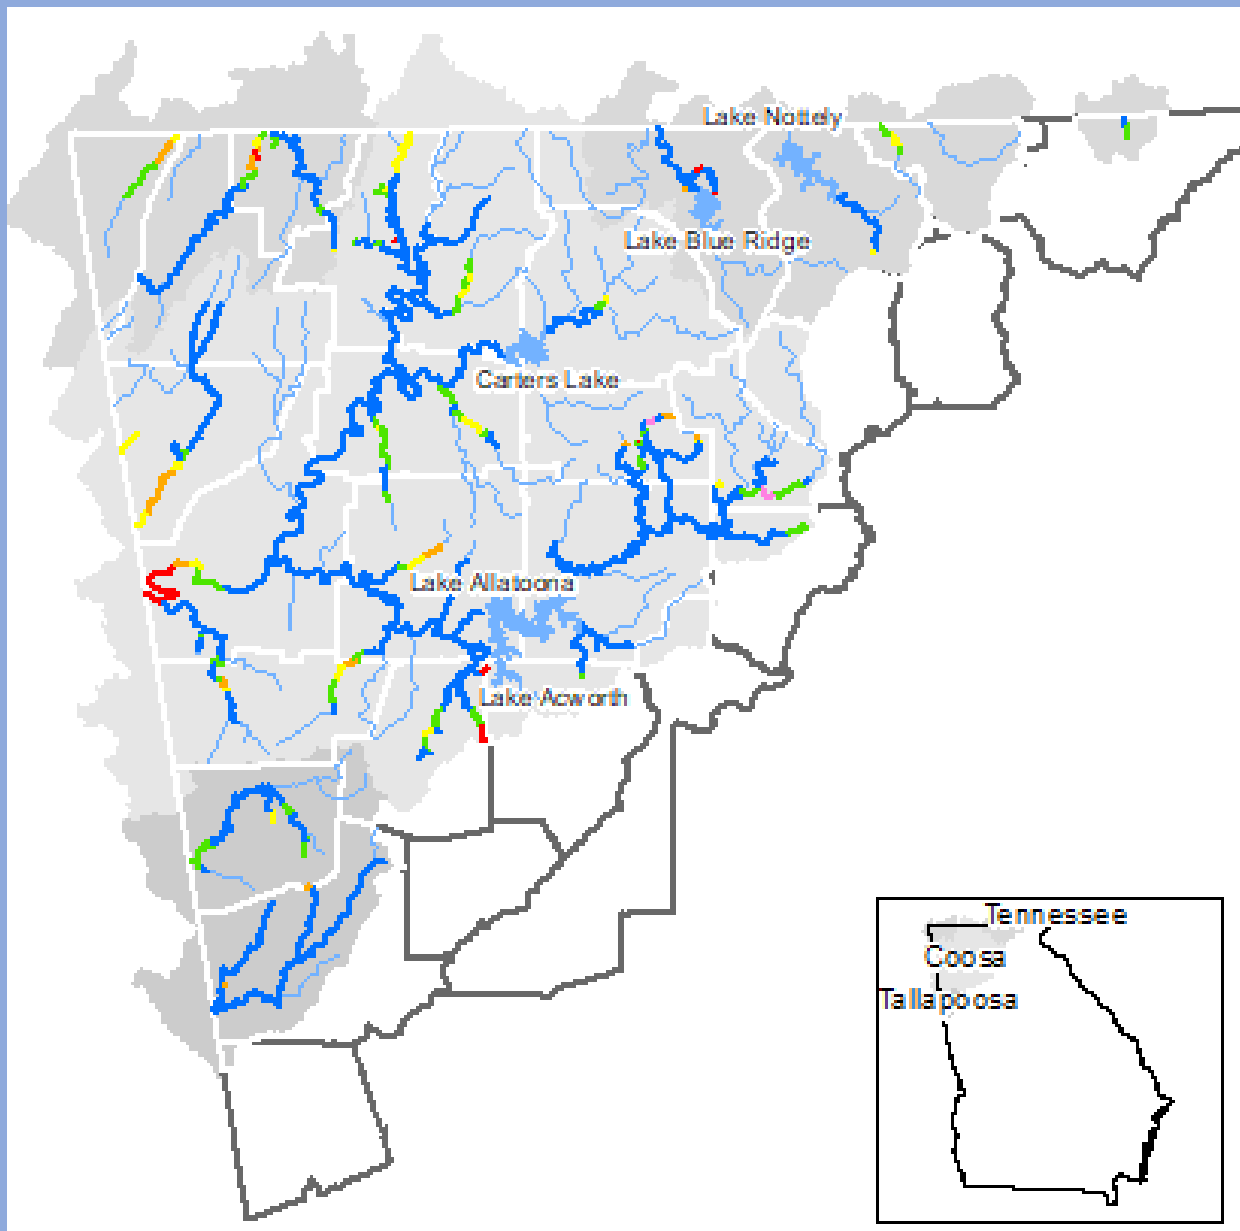 Lake Nottely
Lake Blue Ridge
Carters Lake
Lake Allatoona
Lake Acworth
Tennessee
Coosa
Tallapoosa